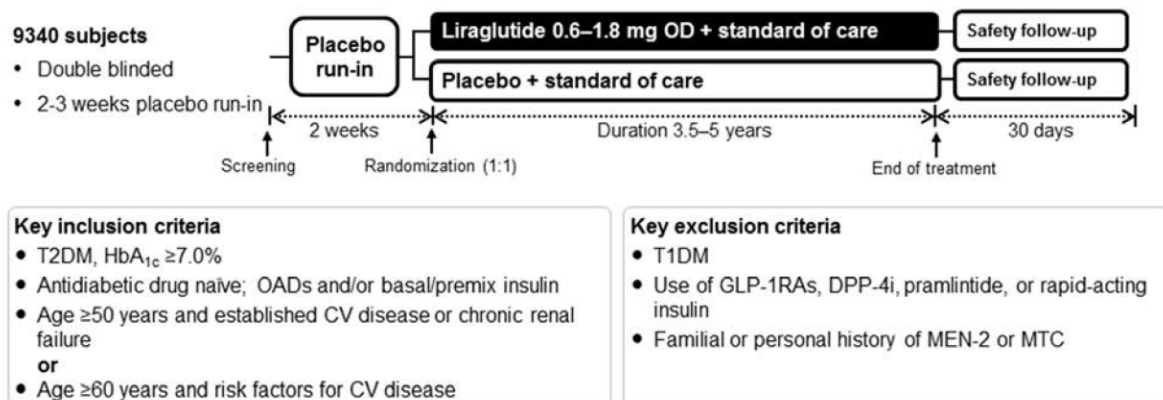 9340 subjects
• Double blinded
• 2-3 weeks placebo run-in
Placebo
run-in
Liraglutide 0.6–1.8 mg OD + standard of care
Safety follow-up
Placebo + standard of care
Safety follow-up
2 weeks
Duration 3.5–5 years
30 days
Screening
Randomization (1:1)
End of treatment
Key inclusion criteria
• T2DM, HbA1c ≥7.0%
• Antidiabetic drug naïve; OADs and/or basal/premix insulin
• Age ≥50 years and established CV disease or chronic renal
failure
or
• Age ≥60 years and risk factors for CV disease
Key exclusion criteria
• T1DM
• Use of GLP-1RAs, DPP-4i, pramlintide, or rapid-acting
insulin
• Familial or personal history of MEN-2 or MTC